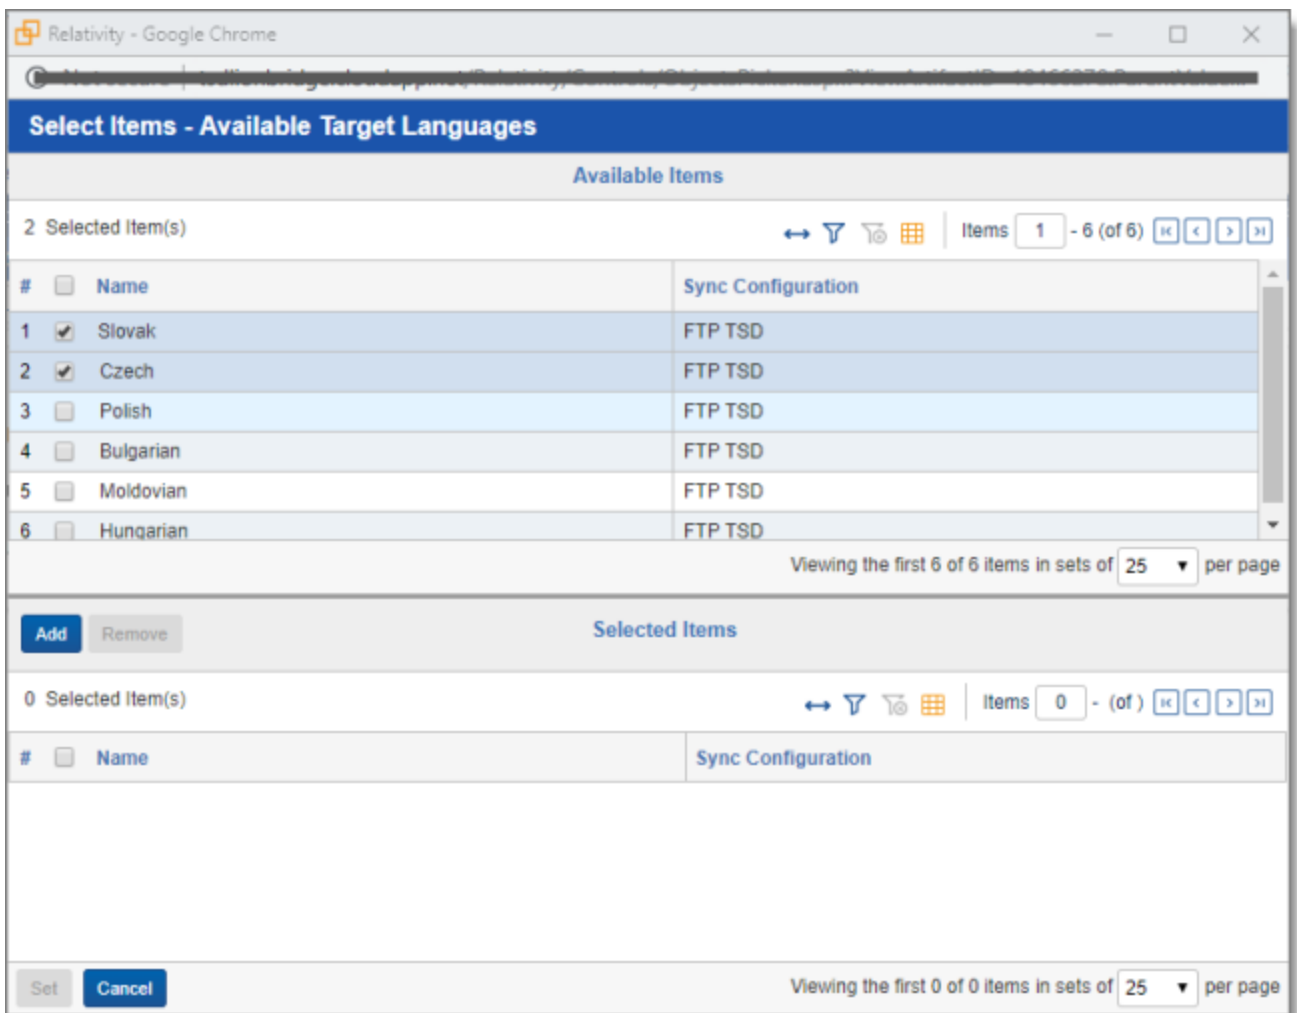 Relativity - Google Chrome
Select Items - Available Target Languages
Available Items
2 Selected Item(s) Items 1 - 6 (of 6)
# Name Sync Configuration
1 Slovak FTP TSD
2 Czech FTP TSD
3 Polish FTP TSD
4 Bulgarian FTP TSD
5 Moldovian FTP TSD
6 Hungarian FTP TSD
Viewing the first 6 of 6 items in sets of 25 per page
Add Remove Selected Items
0 Selected Item(s) Items 0 - (of )
# Name Sync Configuration
Set Cancel Viewing the first 0 of 0 items in sets of 25 per page